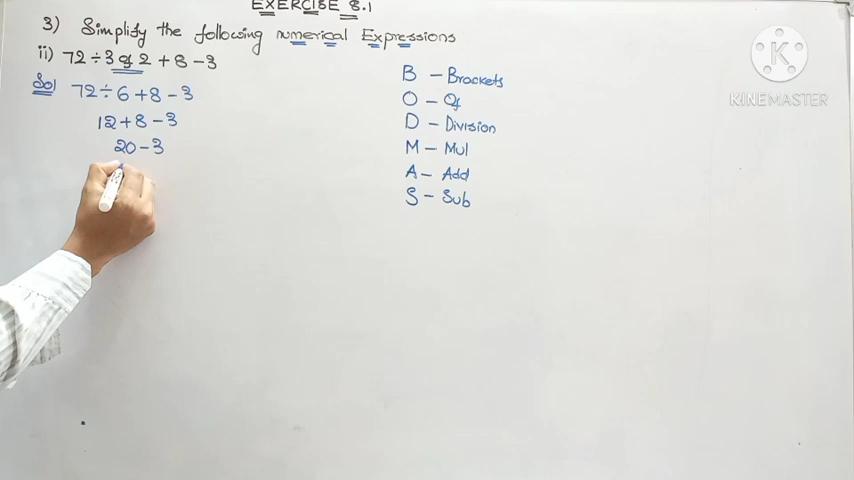 EXERCISE 8.1
3) Simplify the following numerical Expressions
ii) 72÷3 of 2 + 8 - 3
Sol 72÷6+8-3
12+8-3
20-3
B - Brackets
O - Of
D - Division
M - Mul
A - Add
S - Sub
K
KINEMASTER